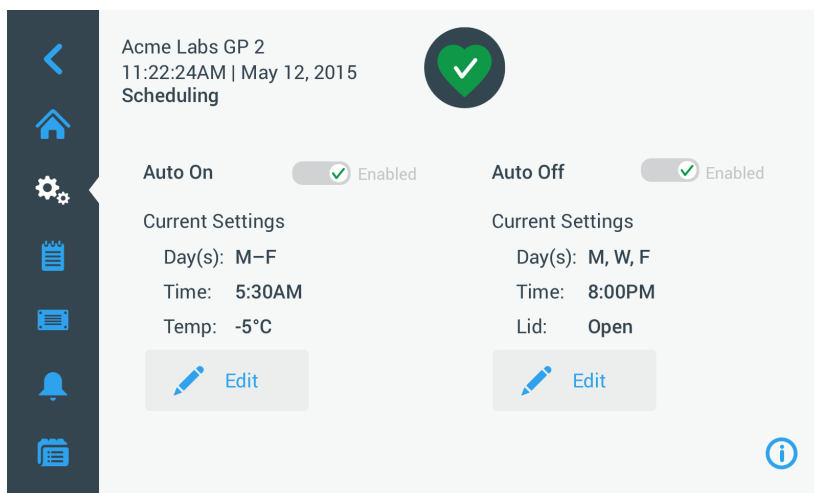 Acme Labs GP 2
11:22:24AM | May 12, 2015
Scheduling
Auto On Enabled
Current Settings
Day(s): M–F
Time: 5:30AM
Temp: -5°C
Edit
Auto Off Enabled
Current Settings
Day(s): M, W, F
Time: 8:00PM
Lid: Open
Edit